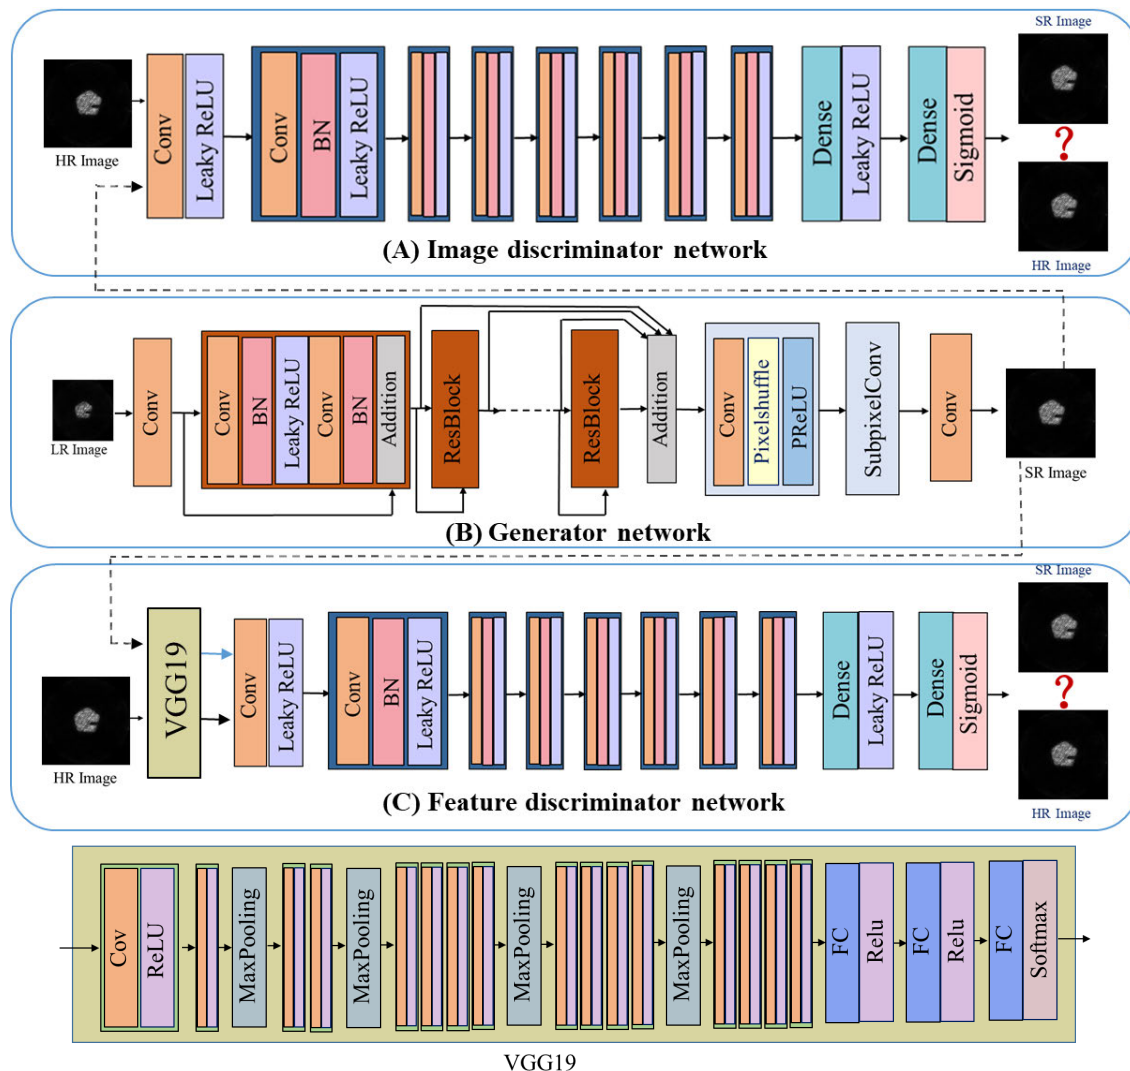 SR Image
HR Image
Conv
Leaky ReLU
Conv
BN
Leaky ReLU
Dense
Leaky ReLU
Dense
Sigmoid
?
HR Image
(A) Image discriminator network
LR Image
Conv
Conv
BN
Leaky ReLU
Conv
BN
Addition
ResBlock
ResBlock
Addition
Conv
Pixelshuffle
PReLU
SubpixelConv
Conv
SR Image
(B) Generator network
SR Image
HR Image
VGG19
Conv
Leaky ReLU
Conv
BN
Leaky ReLU
Dense
Leaky ReLU
Dense
Sigmoid
?
HR Image
(C) Feature discriminator network
Cov
ReLU
MaxPooling
MaxPooling
MaxPooling
MaxPooling
FC
Relu
FC
Relu
FC
Softmax
VGG19